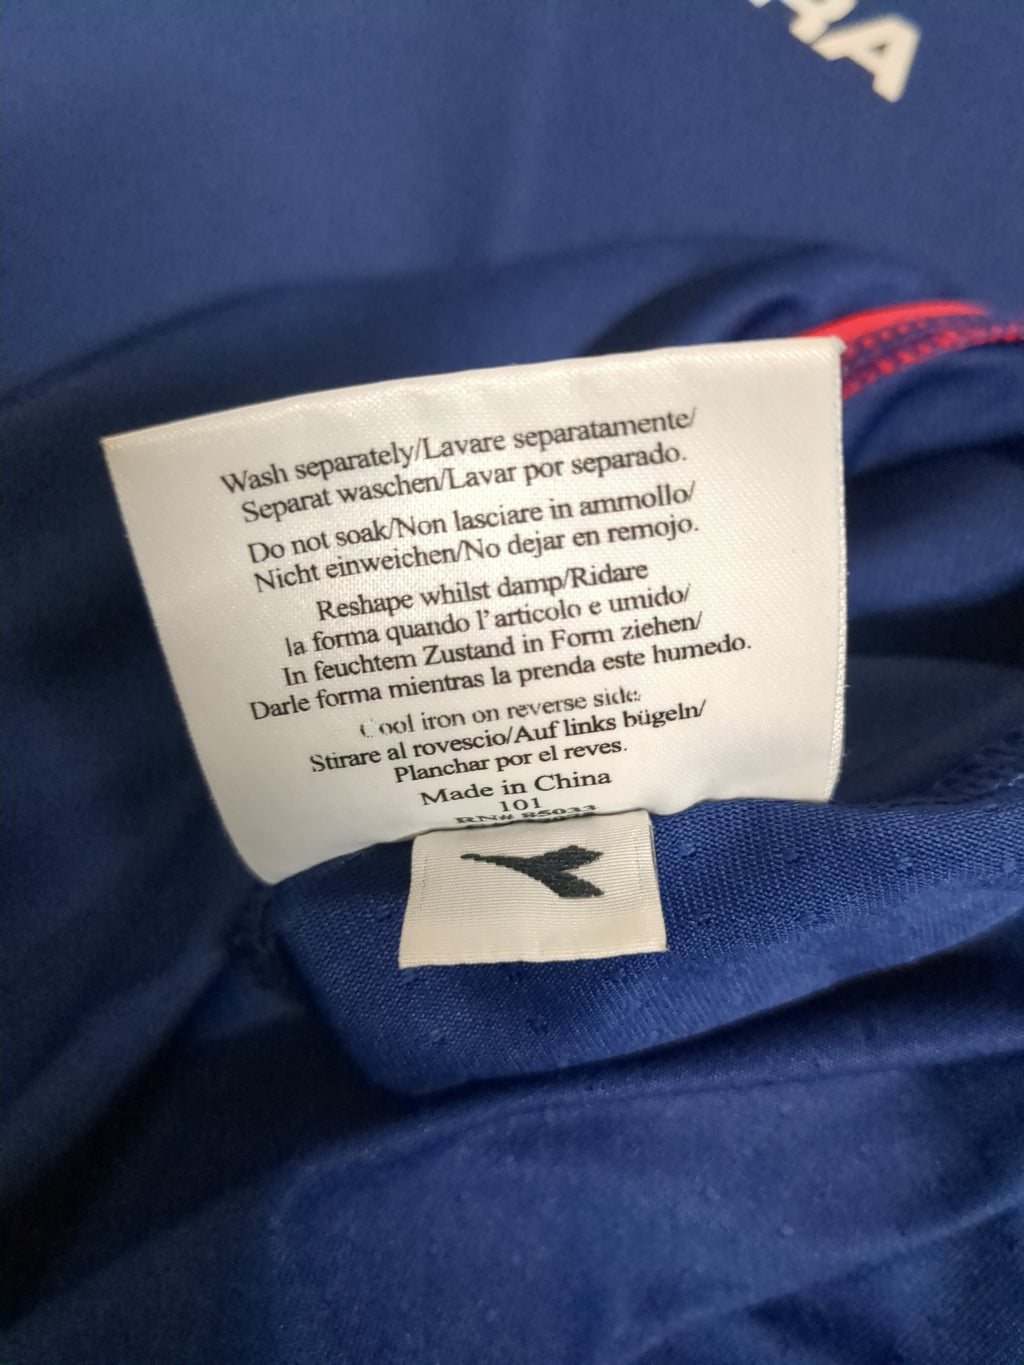 RA
Wash separately/Lavare separatamente/
Separat waschen/Lavar por separado.
Do not soak/Non lasciare in ammollo/
Nicht einweichen/No dejar en remojo.
Reshape whilst damp/Ridare
la forma quando l'articolo e umido/
In feuchtem Zustand in Form ziehen/
Darle forma mientras la prenda este humedo.
Cool iron on reverse side.
Stirare al rovescio/Auf links bügeln/
Planchar por el reves.
Made in China
101
RN# 85033